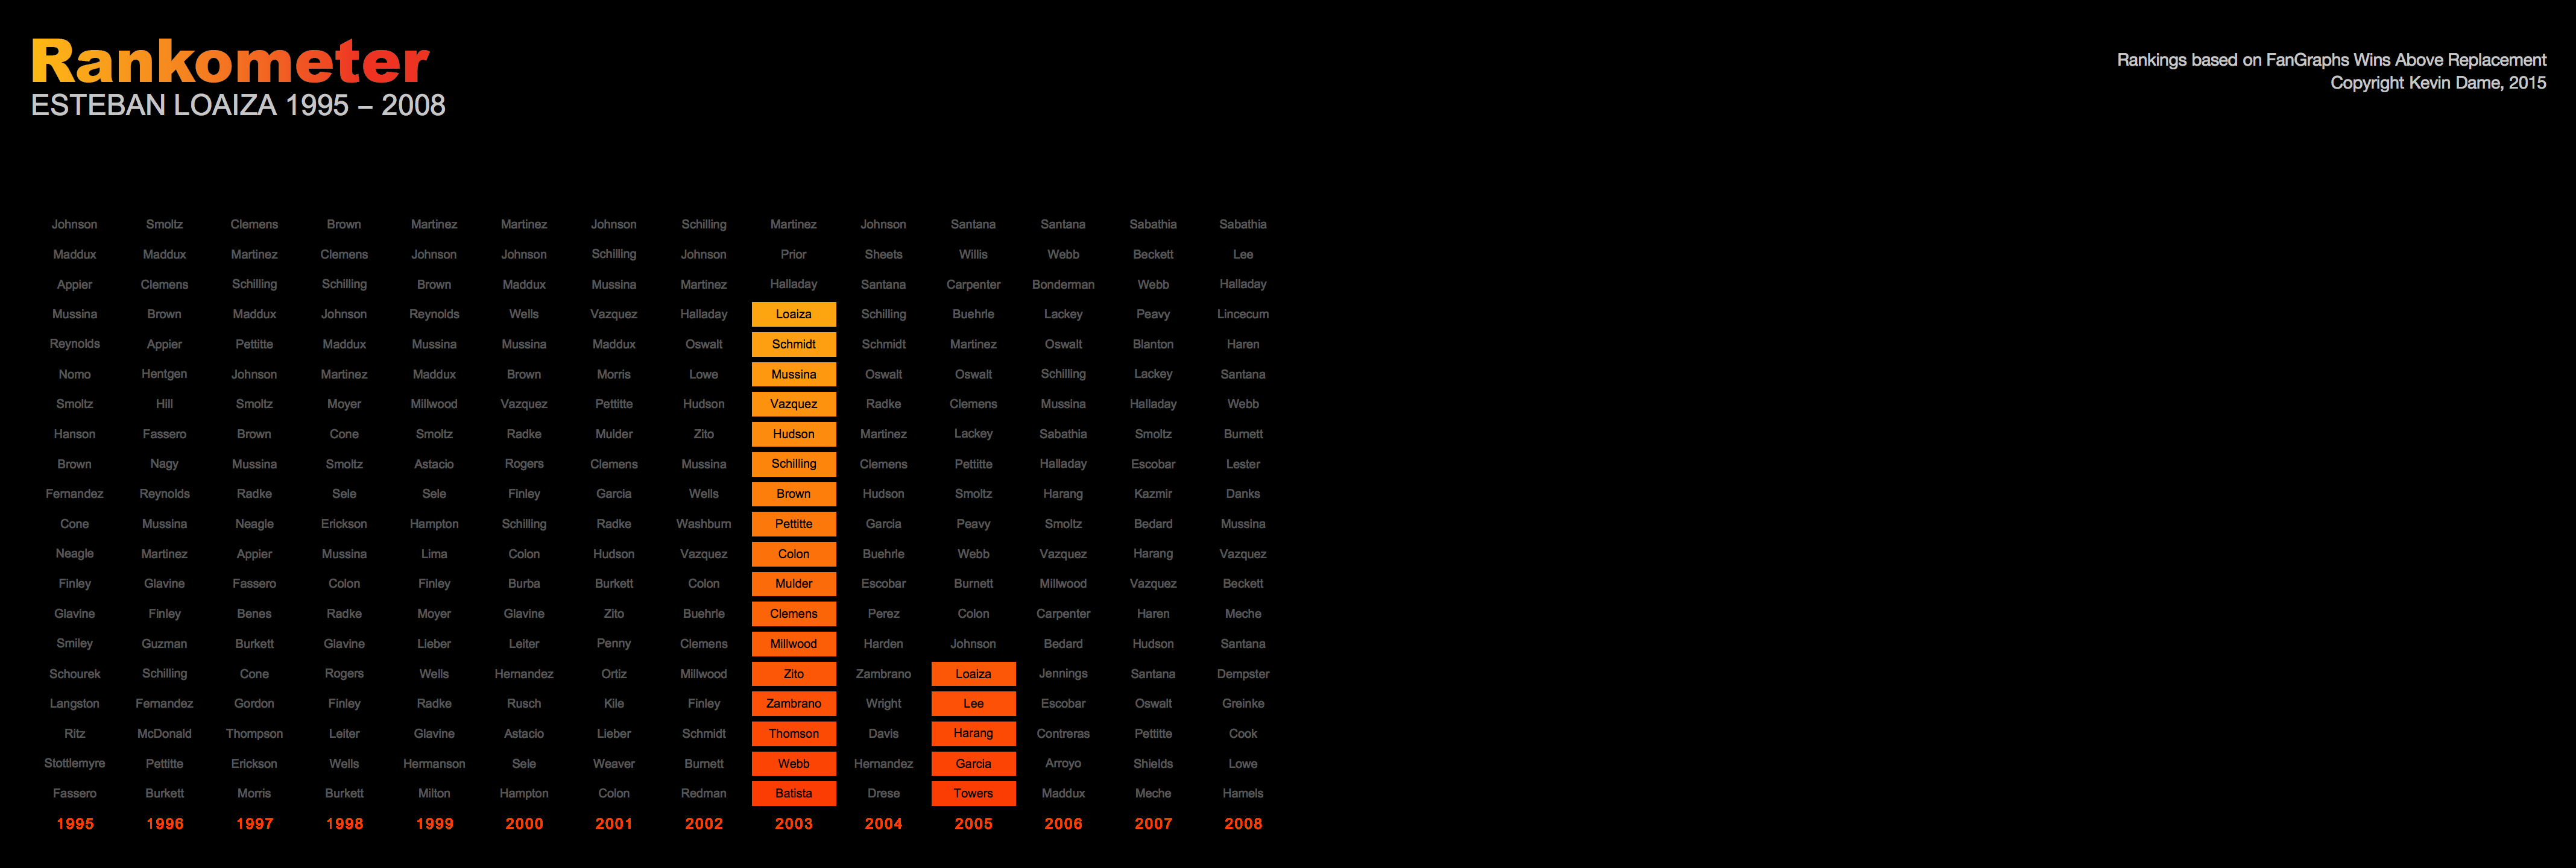 Rankometer
ESTEBAN LOAIZA 1995 – 2008
Rankings based on FanGraphs Wins Above Replacement
Copyright Kevin Dame, 2015
Johnson Smoltz Clemens Brown Martinez Martinez Johnson Schilling Martinez Johnson Santana Santana Sabathia Sabathia
Maddux Maddux Martinez Clemens Johnson Johnson Schilling Johnson Prior Sheets Willis Webb Beckett Lee
Appier Clemens Schilling Schilling Brown Maddux Mussina Martinez Halladay Santana Carpenter Bonderman Webb Halladay
Mussina Brown Maddux Johnson Reynolds Wells Vazquez Halladay Loaiza Schilling Buehrle Lackey Peavy Lincecum
Reynolds Appier Pettitte Maddux Mussina Mussina Maddux Oswalt Schmidt Schmidt Martinez Oswalt Blanton Haren
Nomo Hentgen Johnson Martinez Maddux Brown Morris Lowe Mussina Oswalt Oswalt Schilling Lackey Santana
Smoltz Hill Smoltz Moyer Millwood Vazquez Pettitte Hudson Vazquez Radke Clemens Mussina Halladay Webb
Hanson Fassero Brown Cone Smoltz Radke Mulder Zito Hudson Martinez Lackey Sabathia Smoltz Burnett
Brown Nagy Mussina Smoltz Astacio Rogers Clemens Mussina Schilling Clemens Pettitte Halladay Escobar Lester
Fernandez Reynolds Radke Sele Sele Finley Garcia Wells Brown Hudson Smoltz Harang Kazmir Danks
Cone Mussina Neagle Erickson Hampton Schilling Radke Washburn Pettitte Garcia Peavy Smoltz Bedard Mussina
Neagle Martinez Appier Mussina Lima Colon Hudson Vazquez Colon Buehrle Webb Vazquez Harang Vazquez
Finley Glavine Fassero Colon Finley Burba Burkett Colon Mulder Escobar Burnett Millwood Vazquez Beckett
Glavine Finley Benes Radke Moyer Glavine Zito Buehrle Clemens Perez Colon Carpenter Haren Meche
Smiley Guzman Burkett Glavine Lieber Leiter Penny Clemens Millwood Harden Johnson Bedard Hudson Santana
Schourek Schilling Cone Rogers Wells Hernandez Ortiz Millwood Zito Zambrano Loaiza Jennings Santana Dempster
Langston Fernandez Gordon Finley Radke Rusch Kile Finley Zambrano Wright Lee Escobar Oswalt Greinke
Ritz McDonald Thompson Leiter Glavine Astacio Lieber Schmidt Thomson Davis Harang Contreras Pettitte Cook
Stottlemyre Pettitte Erickson Wells Hermanson Sele Weaver Burnett Webb Hernandez Garcia Arroyo Shields Lowe
Fassero Burkett Morris Burkett Milton Hampton Colon Redman Batista Drese Towers Maddux Meche Hamels
1995 1996 1997 1998 1999 2000 2001 2002 2003 2004 2005 2006 2007 2008